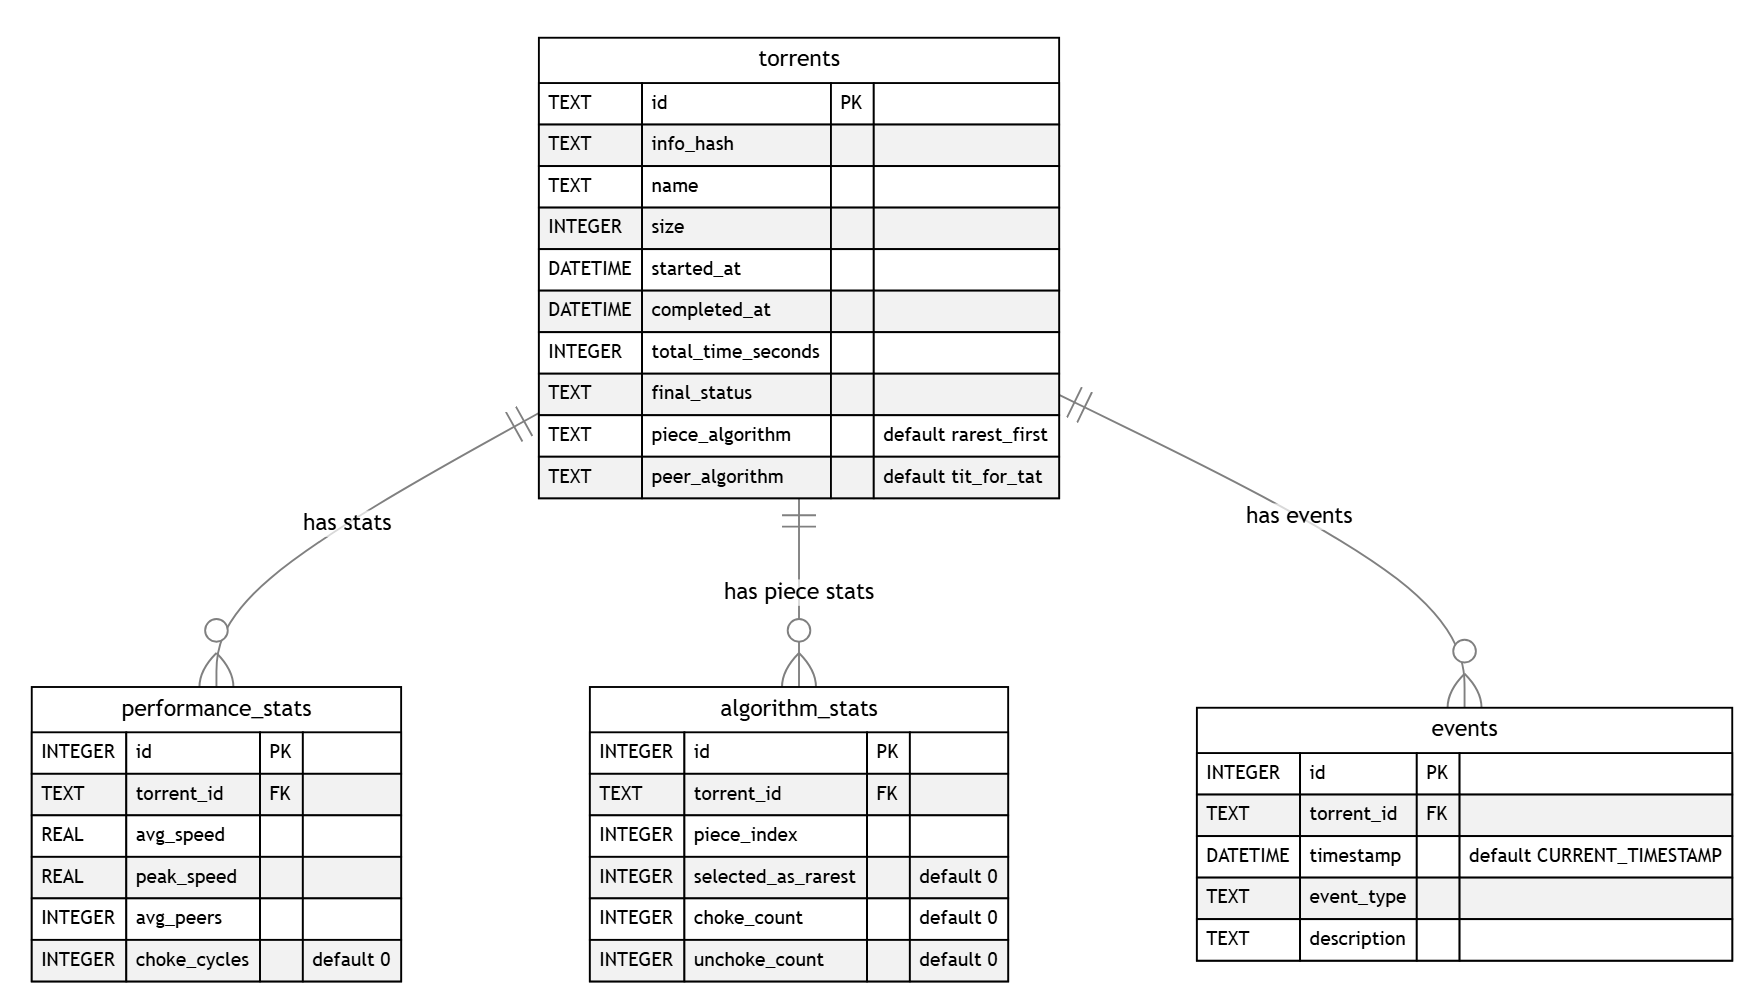 torrents
TEXT id PK
TEXT info_hash
TEXT name
INTEGER size
DATETIME started_at
DATETIME completed_at
INTEGER total_time_seconds
TEXT final_status
TEXT piece_algorithm default rarest_first
TEXT peer_algorithm default tit_for_tat
has stats
has piece stats
has events
performance_stats
INTEGER id PK
TEXT torrent_id FK
REAL avg_speed
REAL peak_speed
INTEGER avg_peers
INTEGER choke_cycles default 0
algorithm_stats
INTEGER id PK
TEXT torrent_id FK
INTEGER piece_index
INTEGER selected_as_rarest default 0
INTEGER choke_count default 0
INTEGER unchoke_count default 0
events
INTEGER id PK
TEXT torrent_id FK
DATETIME timestamp default CURRENT_TIMESTAMP
TEXT event_type
TEXT description